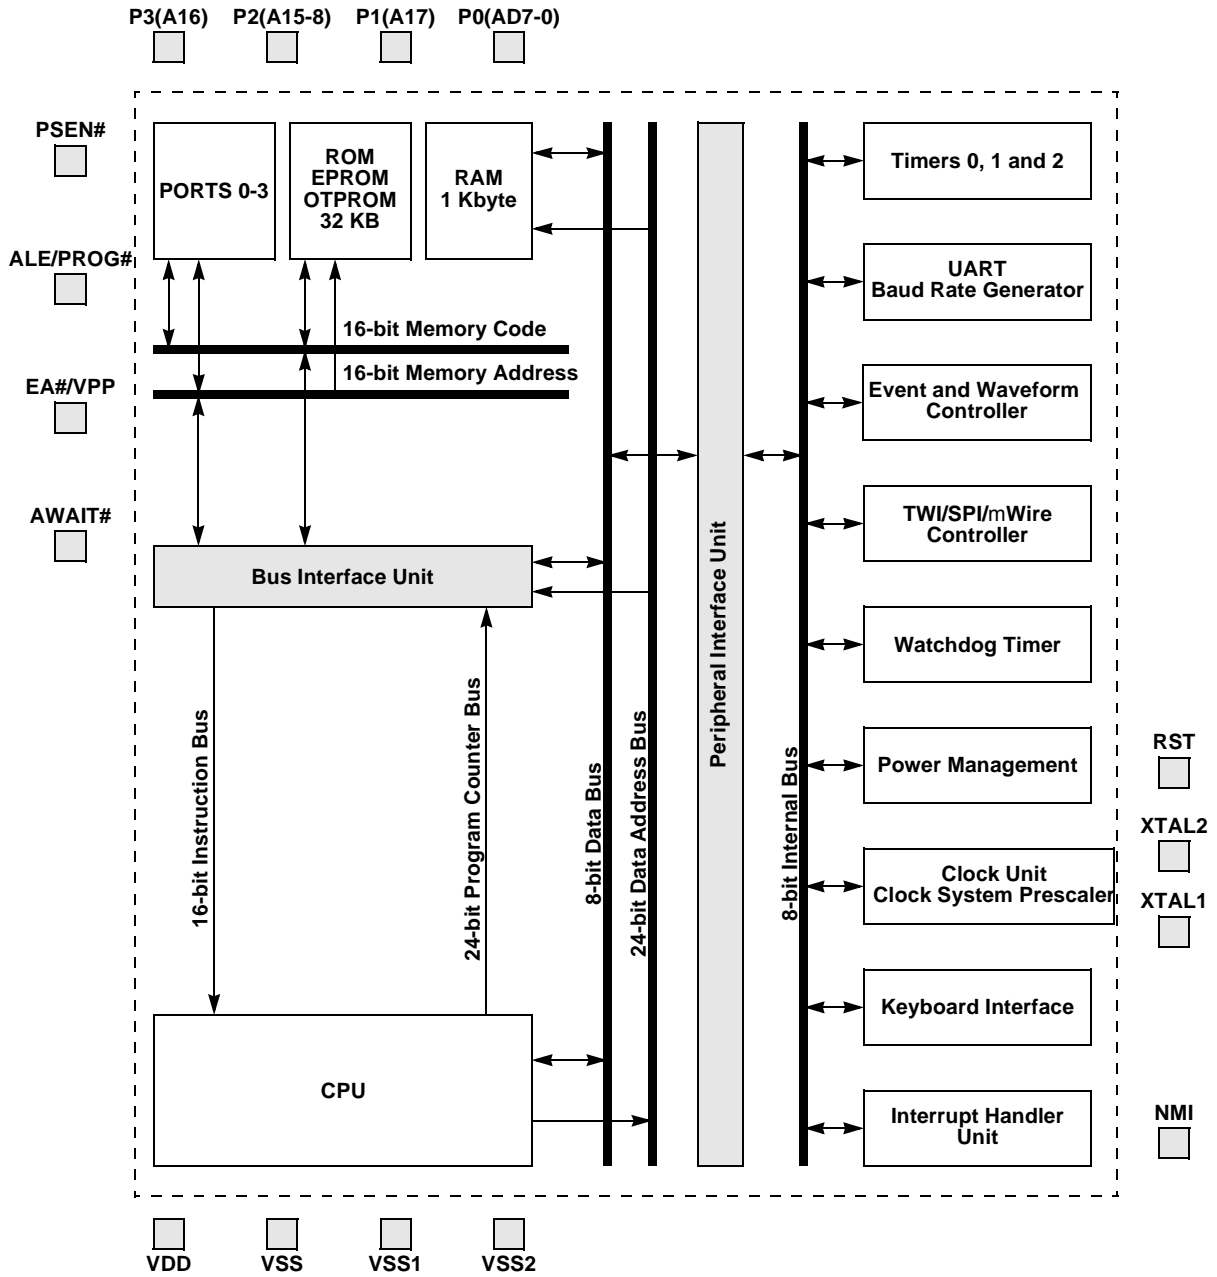 P3(A16) P2(A15-8) P1(A17) P0(AD7-0)
PSEN#
ALE/PROG#
EA#/VPP
AWAIT#
PORTS 0-3
ROM
EPROM
OTPROM
32 KB
RAM
1 Kbyte
16-bit Memory Code
16-bit Memory Address
Bus Interface Unit
16-bit Instruction Bus
24-bit Program Counter Bus
8-bit Data Bus
24-bit Data Address Bus
Peripheral Interface Unit
8-bit Internal Bus
CPU
Timers 0, 1 and 2
UART
Baud Rate Generator
Event and Waveform
Controller
TWI/SPI/mWire
Controller
Watchdog Timer
Power Management
Clock Unit
Clock System Prescaler
Keyboard Interface
Interrupt Handler
Unit
RST
XTAL2
XTAL1
NMI
VDD VSS VSS1 VSS2